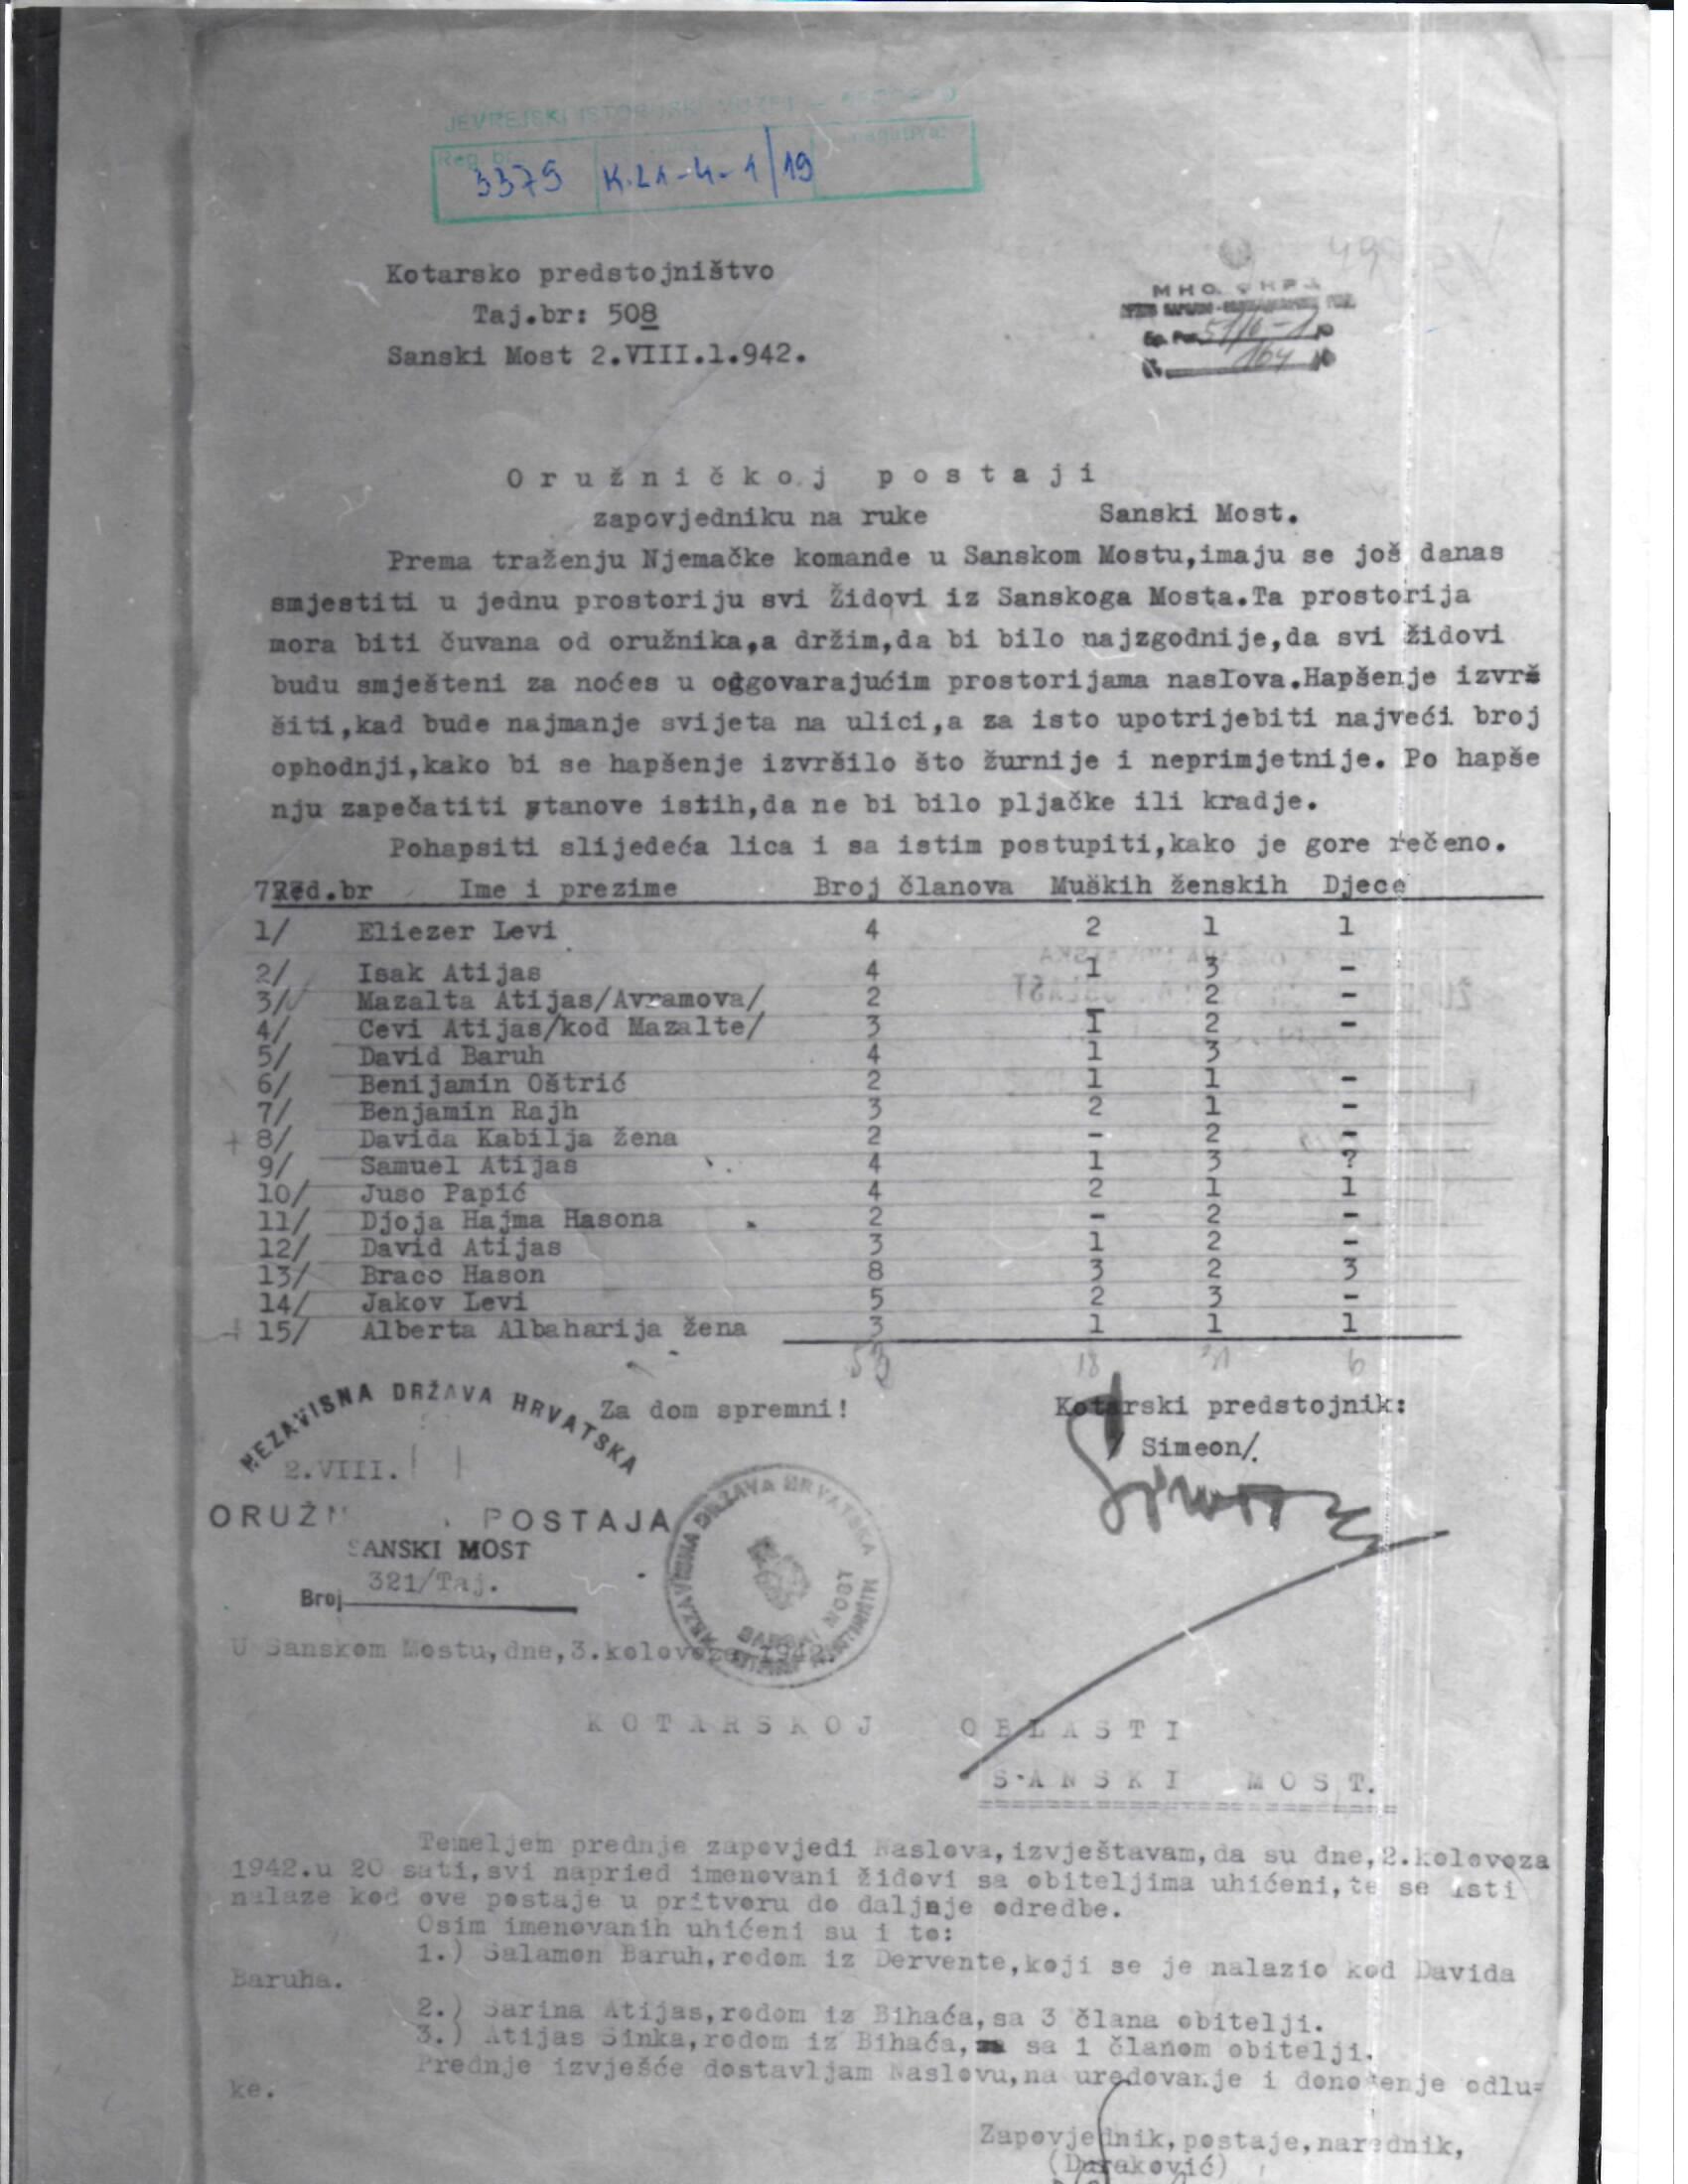 JEVREJSKI ISTORIJSKI MUZEJ - BEOGRAD
Reg. br.
3379 K.21-4-1/19
Kotarsko predstojništvo
Taj.br: 508
Sanski Most 2.VIII.1.942.
Oružničkoj postaji
zapovjedniku na ruke Sanski Most.
Prema traženju Njemačke komande u Sanskom Mostu,imaju se još danas
smjestiti u jednu prostoriju svi Židovi iz Sanskoga Mosta.Ta prostorija
mora biti čuvana od oružnika,a držim,da bi bilo najzgodnije,da svi židovi
budu smješteni za noćes u odgovarajućim prostorijama naslova.Hapšenje izvrš
šiti,kad bude najmanje svijeta na ulici,a za isto upotrijebiti najveći broj
ophodnji,kako bi se hapšenje izvršilo što žurnije i neprimjetnije. Po hapše
nju zapečatiti stanove istih,da ne bi bilo pljačke ili kradje.
Pohapsiti slijedeća lica i sa istim postupiti,kako je gore rečeno.
Red.br Ime i prezime Broj članova Muških ženskih Djece
1/ Eliezer Levi 4 2 1 1
2/ Isak Atijas 4 1 3 -
3/ Mazalta Atijas/Avramova/ 2 2 -
4/ Cevi Atijas/kod Mazalte/ 3 1 2 -
5/ David Baruh 4 1 3
6/ Benijamin Oštrić 2 1 1 -
7/ Benjamin Rajh 3 2 1 -
8/ Davida Kabilja žena 2 - 2 -
9/ Samuel Atijas 4 1 3 ?
10/ Juso Papić 4 2 1 1
11/ Djoja Hajma Hasona 2 - 2 -
12/ David Atijas 3 1 2 -
13/ Braco Hason 8 3 2 3
14/ Jakov Levi 5 2 3 -
15/ Alberta Albaharija žena 3 1 1 1
18 6
Za dom spremni! Kotarski predstojnik:
Simeon/.
NEZAVISNA DRŽAVA HRVATSKA
2.VIII.
POSTAJA
SANSKI MOST
Broj 321/Taj.
NEZAVISNA DRŽAVA HRVATSKA
U Sanskom Mostu,dne,3.kolovoza 1942.
KOTARSKOJ OBLASTI
SANSKI MOST.
Temeljem prednje zapovjedi Naslova,izvještavam,da su dne,2.kolovoza
1942.u 20 sati,svi napried imenovani židovi sa obiteljima uhićeni,te se isti
nalaze kod ove postaje u pritvoru do daljnje odredbe.
Osim imenovanih uhićeni su i to:
1.) Salamon Baruh,rodom iz Dervente,koji se je nalazio kod Davida
Baruha.
2.) Sarina Atijas,rodom iz Bihaća,sa 3 člana obitelji.
3.) Atijas Sinka,rodom iz Bihaća, sa 1 članom obitelji.
Prednje izvješće dostavljam Naslovu,na uredovanje i donošenje odlu=
ke.
Zapovjednik,postaje,narednik,
(Duraković)